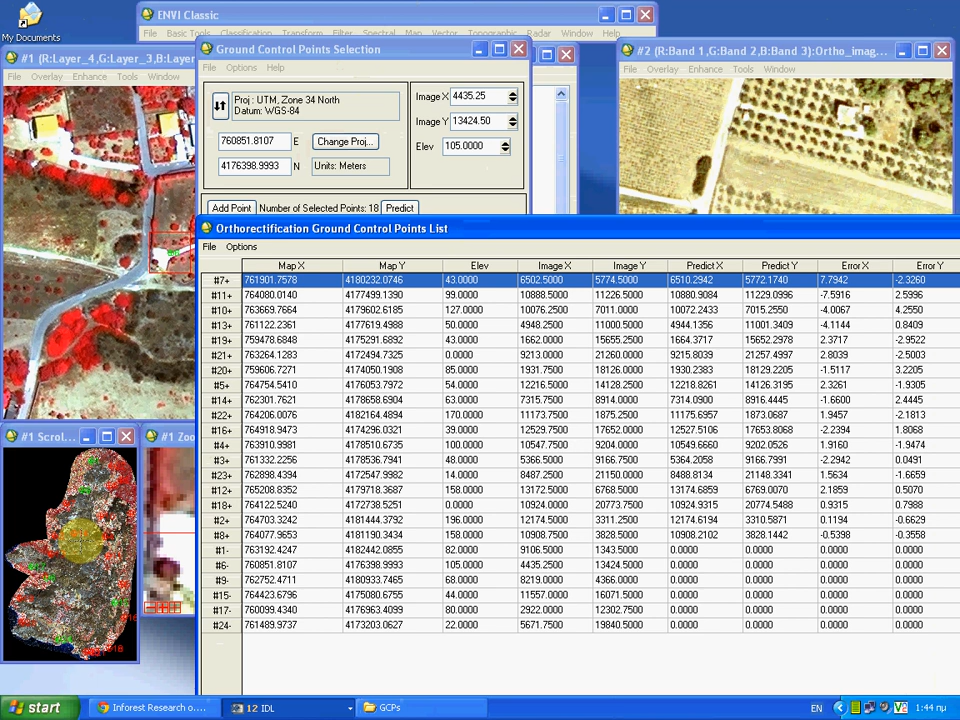 My Documents
ENVI Classic
File Basic Tools Classification Transform Filter Spectral Map Vector Topographic Radar Window Help
#1 (R:Layer_4,G:Layer_3,B:Layer
File Overlay Enhance Tools Window
Ground Control Points Selection
File Options Help
Proj : UTM, Zone 34 North
Datum: WGS-84
760851.8107 E Change Proj...
4176398.9993 N Units: Meters
Image X 4435.25
Image Y 13424.50
Elev 105.0000
Add Point Number of Selected Points: 18 Predict
#2 (R:Band 1,G:Band 2,B:Band 3):Ortho_imag...
File Overlay Enhance Tools Window
Orthorectification Ground Control Points List
File Options
Map X Map Y Elev Image X Image Y Predict X Predict Y Error X Error Y
#7+ 761901.7578 4180232.0746 43.0000 6502.5000 5774.5000 6510.2942 5772.1740 7.7942 -2.3260
#11+ 764080.0140 4177499.1390 99.0000 10888.5000 11226.5000 10880.9084 11229.0996 -7.5916 2.5996
#10+ 763669.7664 4179602.6185 127.0000 10076.2500 7011.0000 10072.2433 7015.2550 -4.0067 4.2550
#13+ 761122.2361 4177619.4988 50.0000 4948.2500 11000.5000 4944.1356 11001.3409 -4.1144 0.8409
#19+ 759478.6848 4175291.6892 43.0000 1662.0000 15655.2500 1664.3717 15652.2978 2.3717 -2.9522
#21+ 763264.1283 4172494.7325 0.0000 9213.0000 21260.0000 9215.8039 21257.4997 2.8039 -2.5003
#20+ 759606.7271 4174050.1908 85.0000 1931.7500 18126.0000 1930.2383 18129.2205 -1.5117 3.2205
#5+ 764754.5410 4176053.7972 54.0000 12216.5000 14128.2500 12218.8261 14126.3195 2.3261 -1.9305
#14+ 762301.7621 4178658.6904 63.0000 7315.7500 8914.0000 7314.0900 8916.4445 -1.6600 2.4445
#22+ 764206.0076 4182164.4894 170.0000 11173.7500 1875.2500 11175.6957 1873.0687 1.9457 -2.1813
#16+ 764918.9473 4174296.0321 39.0000 12529.7500 17652.0000 12527.5106 17653.8068 -2.2394 1.8068
#4+ 763910.9981 4178510.6735 100.0000 10547.7500 9204.0000 10549.6660 9202.0526 1.9160 -1.9474
#3+ 761332.2256 4178536.7941 48.0000 5366.5000 9166.7500 5364.2058 9166.7991 -2.2942 0.0491
#23+ 762898.4394 4172547.9982 14.0000 8487.2500 21150.0000 8488.8134 21148.3341 1.5634 -1.6659
#12+ 765208.8352 4179718.3687 158.0000 13172.5000 6768.5000 13174.6859 6769.0070 2.1859 0.5070
#18+ 764122.5240 4172738.5251 0.0000 10924.0000 20773.7500 10924.9315 20774.5488 0.9315 0.7988
#2+ 764703.3242 4181444.3792 196.0000 12174.5000 3311.2500 12174.6194 3310.5871 0.1194 -0.6629
#8+ 764077.9653 4181190.3434 158.0000 10908.7500 3828.5000 10908.2102 3828.1442 -0.5398 -0.3558
#1- 763192.4247 4182442.0855 82.0000 9106.5000 1343.5000 0.0000 0.0000 0.0000 0.0000
#6- 760851.8107 4176398.9993 105.0000 4435.2500 13424.5000 0.0000 0.0000 0.0000 0.0000
#9- 762752.4711 4180933.7465 68.0000 8219.0000 4366.0000 0.0000 0.0000 0.0000 0.0000
#15- 764423.6796 4175080.6755 44.0000 11557.0000 16071.5000 0.0000 0.0000 0.0000 0.0000
#17- 760099.4340 4176963.4099 80.0000 2922.0000 12302.7500 0.0000 0.0000 0.0000 0.0000
#24- 761489.9737 4173203.0627 22.0000 5671.7500 19840.5000 0.0000 0.0000 0.0000 0.0000
#1 Scrol...
#1 Zoo
start
Inforest Research o....
12 IDL
GCPs
EN
1:44 πμ